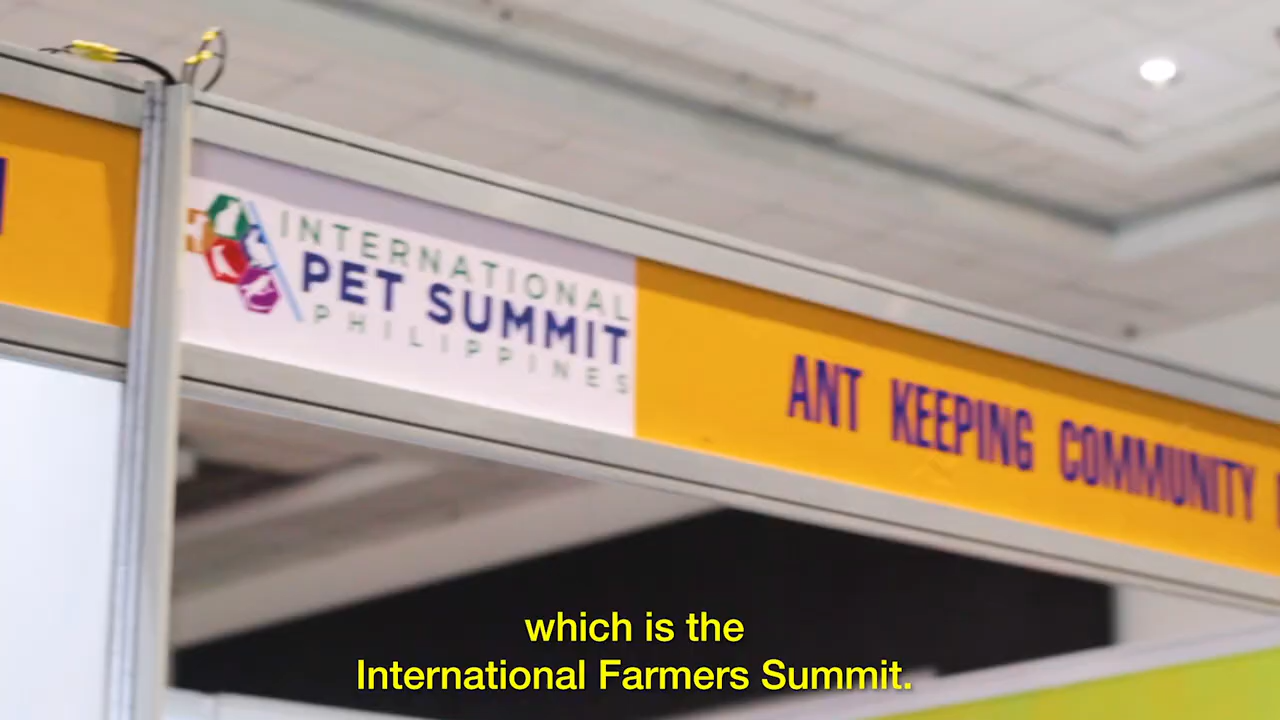 INTERNATIONAL
PET SUMMIT
PHILIPPINES
ANT KEEPING COMMUNITY
which is the
International Farmers Summit.